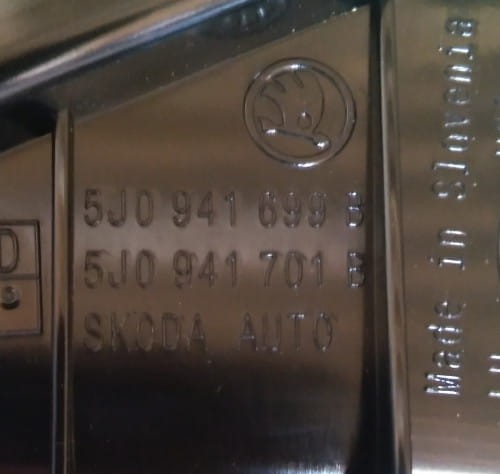 5J0 941 699 B
5J0 941 701 B
SKODA AUTO
Made in Slovenia
D